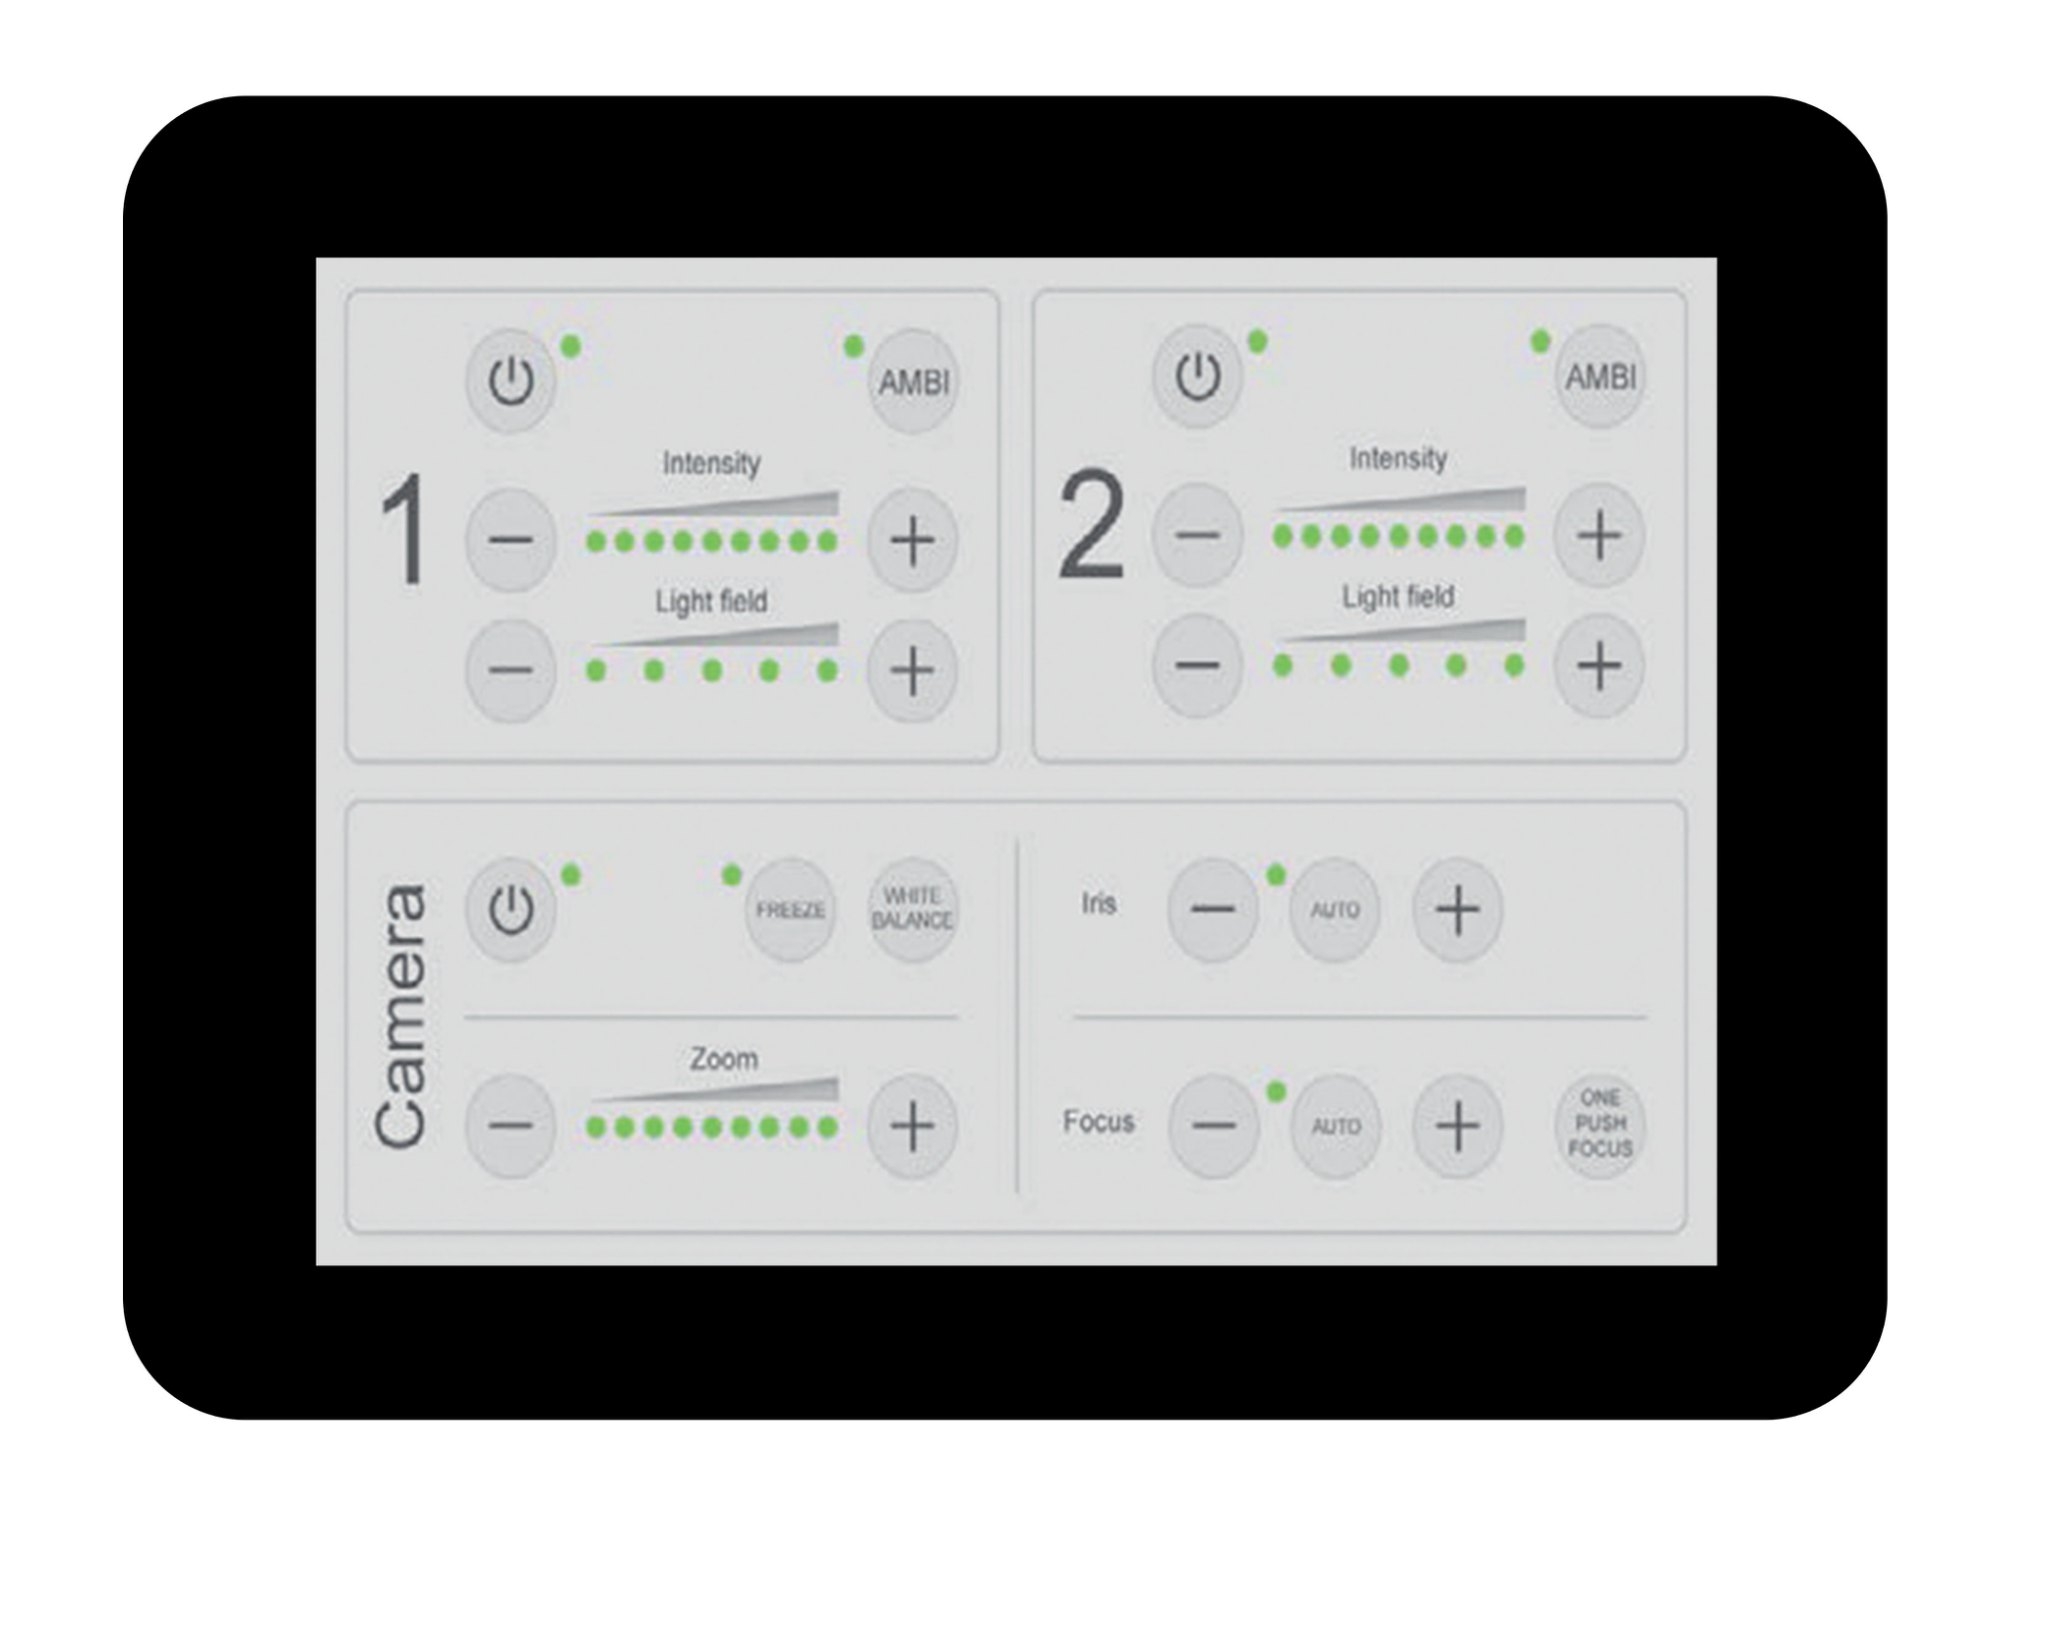 AMBI
1
Intensity
− +
Light field
− +
AMBI
2
Intensity
− +
Light field
− +
Camera
FREEZE
WHITE
BALANCE
Zoom
− +
Iris
− AUTO +
Focus
− AUTO +
ONE
PUSH
FOCUS